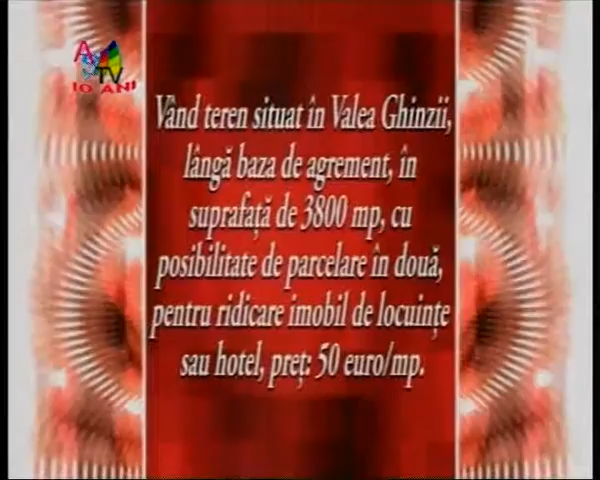 TV
10 ANI
Vând teren situat în Valea Ghinzii,
lângă baza de agrement, în
suprafață de 3800 mp, cu
posibilitate de parcelare în două,
pentru ridicare imobil de locuințe
sau hotel, preț: 50 euro/mp.